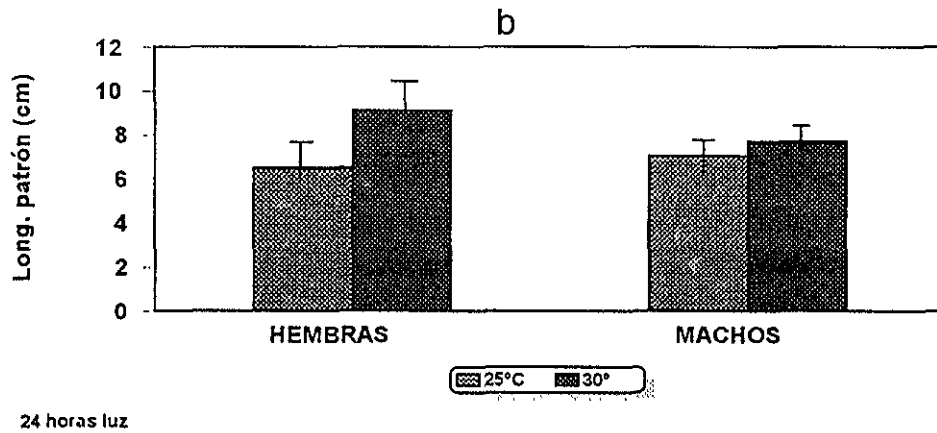 b
Long. patrón (cm)
12
10
8
6
4
2
0
HEMBRAS MACHOS
25°C 30°
24 horas luz